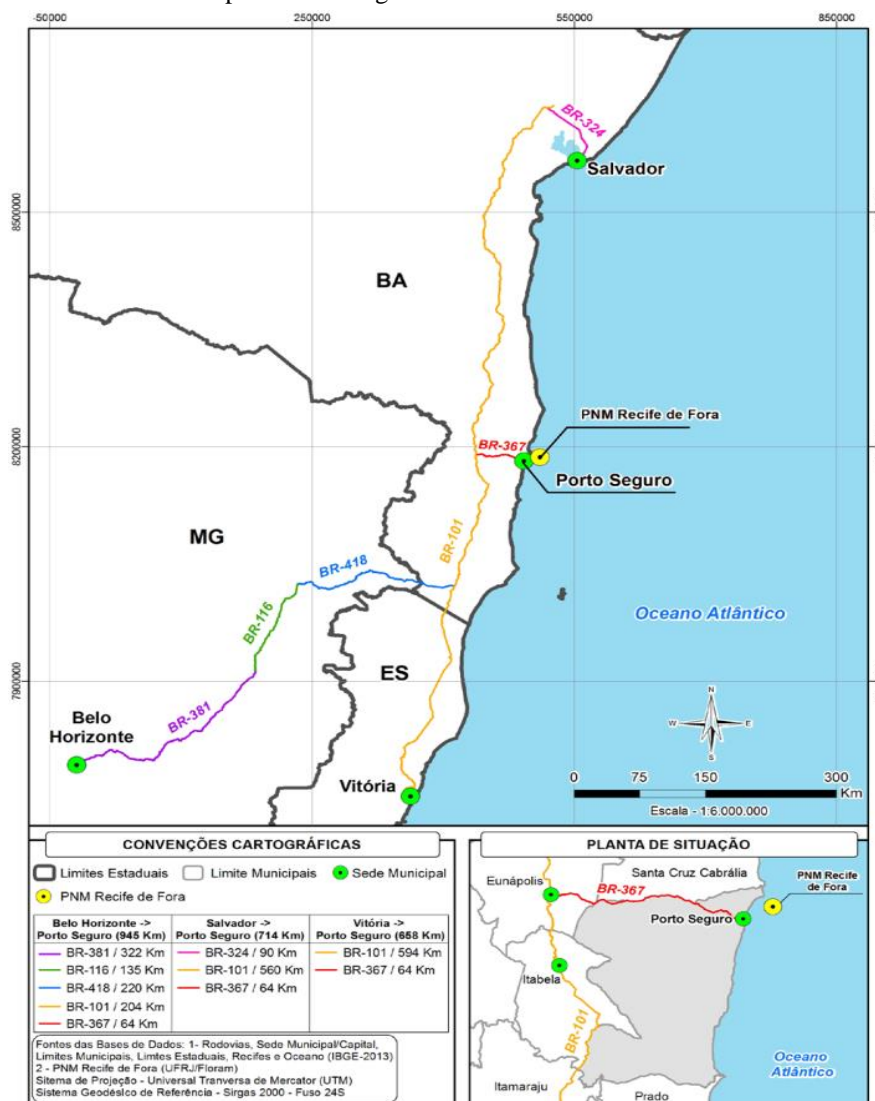 -50000 250000 550000 850000
BR-324
Salvador
8500000
BA
PNM Recife de Fora
8200000
BR-367
Porto Seguro
MG
BR-101
BR-418
BR-116
Oceano Atlântico
ES
7900000
BR-381
Belo
Horizonte
N
W E
S
Vitória
0 75 150 300
Km
Escala - 1:6.000.000
CONVENÇÕES CARTOGRÁFICAS
Limites Estaduais Limite Municipais Sede Municipal
PNM Recife de Fora
Belo Horizonte -> Salvador -> Vitória ->
Porto Seguro (945 Km) Porto Seguro (714 Km) Porto Seguro (658 Km)
BR-381 / 322 Km BR-324 / 90 Km BR-101 / 594 Km
BR-116 / 135 Km BR-101 / 560 Km BR-367 / 64 Km
BR-418 / 220 Km BR-367 / 64 Km
BR-101 / 204 Km
BR-367 / 64 Km
Fontes das Bases de Dados: 1- Rodovias, Sede Municipal/Capital,
Limites Municipais, Limtes Estaduais, Recifes e Oceano (IBGE-2013)
2 - PNM Recife de Fora (UFRJ/Floram)
Sitema de Projeção - Universal Tranversa de Mercator (UTM)
Sistema Geodésico de Referência - Sirgas 2000 - Fuso 24S
PLANTA DE SITUAÇÃO
Santa Cruz Cabrália
Eunápolis
BR-367
PNM Recife
de Fora
Porto Seguro
Itabela
BR-101
Oceano
Atlântico
Itamaraju
Prado